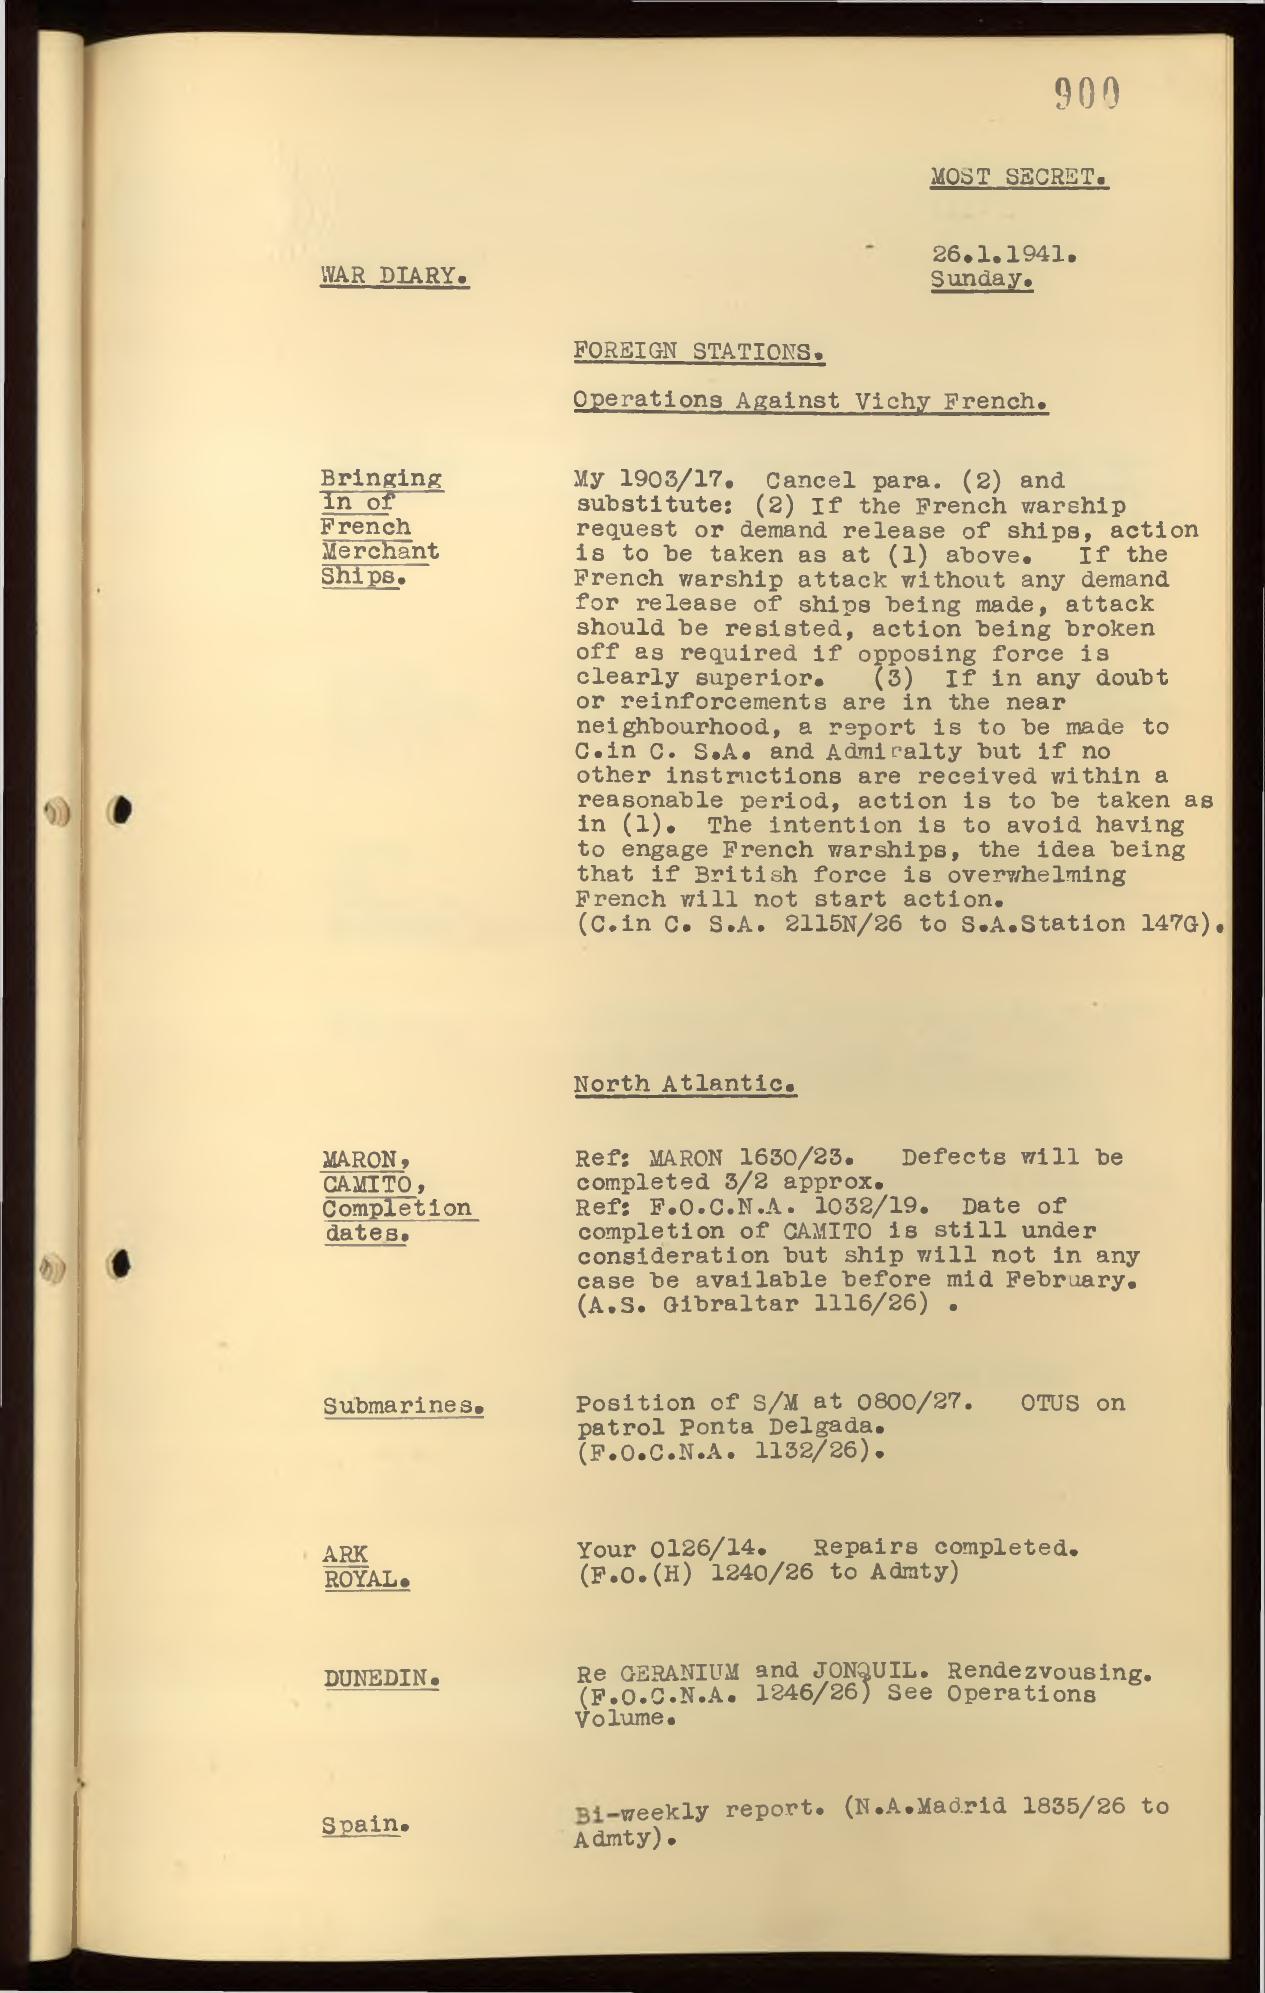 900
MOST SECRET.
26.1.1941.
WAR DIARY.
Sunday.
FOREIGN STATIONS.
Operations Against Vichy French.
Bringing
in of
French
Merchant
Ships.
My 1903/17. Cancel para. (2) and
substitute: (2) If the French warship
request or demand release of ships, action
is to be taken as at (1) above. If the
French warship attack without any demand
for release of ships being made, attack
should be resisted, action being broken
off as required if opposing force is
clearly superior. (3) If in any doubt
or reinforcements are in the near
neighbourhood, a report is to be made to
C.in C. S.A. and Admiralty but if no
other instructions are received within a
reasonable period, action is to be taken as
in (1). The intention is to avoid having
to engage French warships, the idea being
that if British force is overwhelming
French will not start action.
(C.in C. S.A. 2115N/26 to S.A.Station 147G).
North Atlantic.
MARON,
CAMITO,
Completion
dates.
Ref: MARON 1630/23. Defects will be
completed 3/2 approx.
Ref: F.O.C.N.A. 1032/19. Date of
completion of CAMITO is still under
consideration but ship will not in any
case be available before mid February.
(A.S. Gibraltar 1116/26) .
Submarines.
Position of S/M at 0800/27. OTUS on
patrol Ponta Delgada.
(F.O.C.N.A. 1132/26).
ARK
ROYAL.
Your 0126/14. Repairs completed.
(F.O.(H) 1240/26 to Admty)
DUNEDIN.
Re GERANIUM and JONQUIL. Rendezvousing.
(F.O.C.N.A. 1246/26) See Operations
Volume.
Spain.
Bi-weekly report. (N.A.Madrid 1835/26 to
Admty).